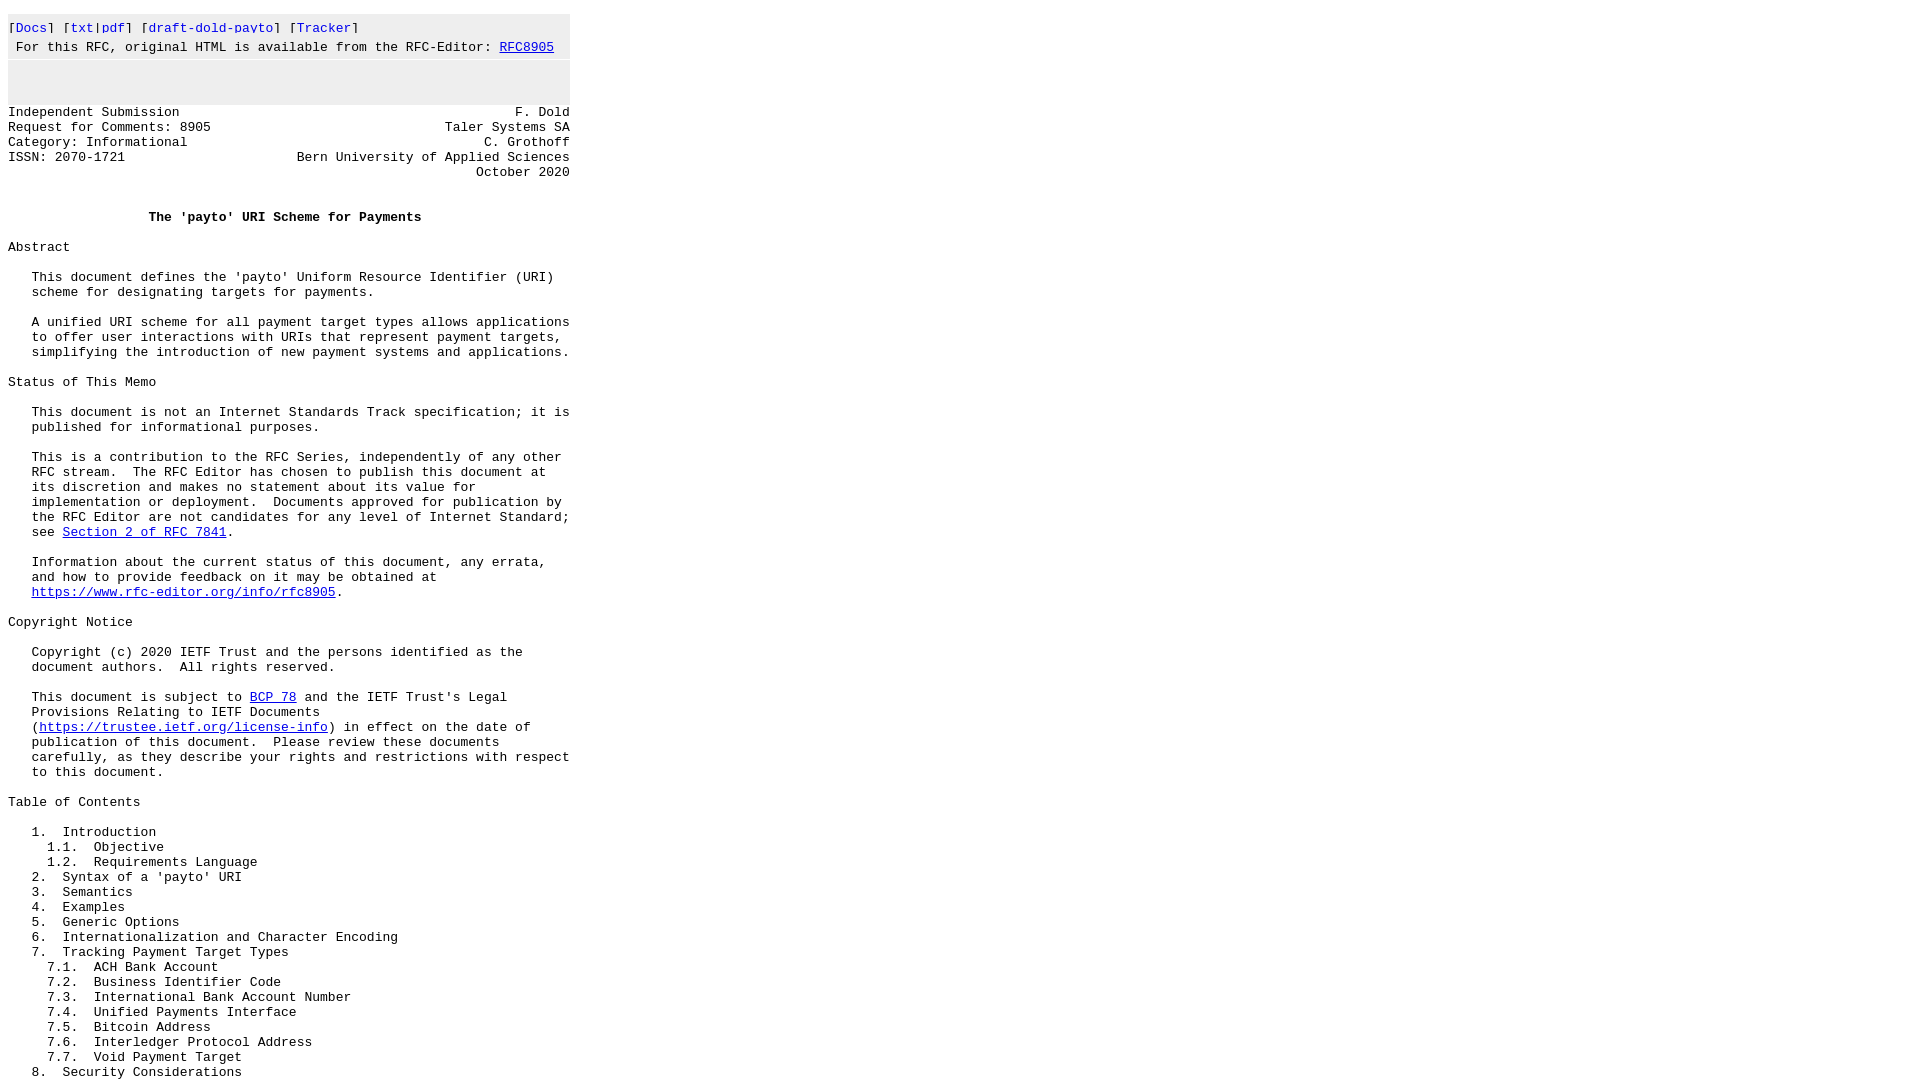 [Docs] [txt|pdf] [draft-dold-payto] [Tracker]
For this RFC, original HTML is available from the RFC-Editor: RFC8905
Independent Submission                                           F. Dold
Request for Comments: 8905                              Taler Systems SA
Category: Informational                                      C. Grothoff
ISSN: 2070-1721                      Bern University of Applied Sciences
                                                            October 2020
                  The 'payto' URI Scheme for Payments
Abstract
   This document defines the 'payto' Uniform Resource Identifier (URI)
   scheme for designating targets for payments.
   A unified URI scheme for all payment target types allows applications
   to offer user interactions with URIs that represent payment targets,
   simplifying the introduction of new payment systems and applications.
Status of This Memo
   This document is not an Internet Standards Track specification; it is
   published for informational purposes.
   This is a contribution to the RFC Series, independently of any other
   RFC stream.  The RFC Editor has chosen to publish this document at
   its discretion and makes no statement about its value for
   implementation or deployment.  Documents approved for publication by
   the RFC Editor are not candidates for any level of Internet Standard;
   see Section 2 of RFC 7841.
   Information about the current status of this document, any errata,
   and how to provide feedback on it may be obtained at
   https://www.rfc-editor.org/info/rfc8905.
Copyright Notice
   Copyright (c) 2020 IETF Trust and the persons identified as the
   document authors.  All rights reserved.
   This document is subject to BCP 78 and the IETF Trust's Legal
   Provisions Relating to IETF Documents
   (https://trustee.ietf.org/license-info) in effect on the date of
   publication of this document.  Please review these documents
   carefully, as they describe your rights and restrictions with respect
   to this document.
Table of Contents
   1.  Introduction
     1.1.  Objective
     1.2.  Requirements Language
   2.  Syntax of a 'payto' URI
   3.  Semantics
   4.  Examples
   5.  Generic Options
   6.  Internationalization and Character Encoding
   7.  Tracking Payment Target Types
     7.1.  ACH Bank Account
     7.2.  Business Identifier Code
     7.3.  International Bank Account Number
     7.4.  Unified Payments Interface
     7.5.  Bitcoin Address
     7.6.  Interledger Protocol Address
     7.7.  Void Payment Target
   8.  Security Considerations